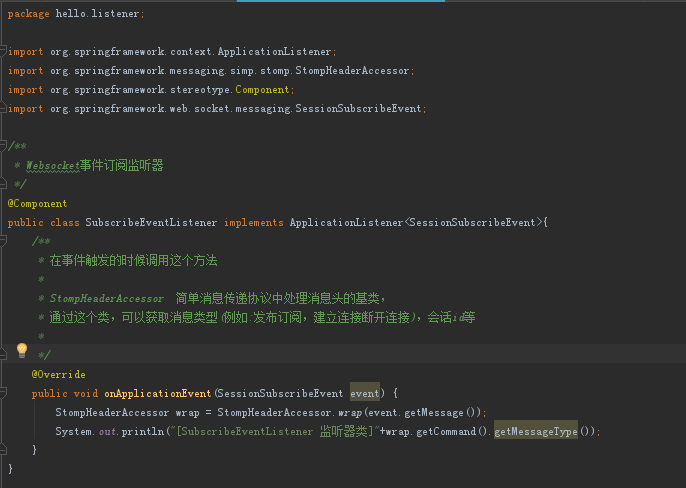 package hello.listener;
import org.springframework.context.ApplicationListener;
import org.springframework.messaging.simp.stomp.StompHeaderAccessor;
import org.springframework.stereotype.Component;
import org.springframework.web.socket.messaging.SessionSubscribeEvent;
/**
 * Websocket事件订阅监听器
 */
@Component
public class SubscribeEventListener implements ApplicationListener<SessionSubscribeEvent>{
    /**
     * 在事件触发的时候调用这个方法
     *
     * StompHeaderAccessor  简单消息传递协议中处理消息头的基类，
     * 通过这个类，可以获取消息类型(例如:发布订阅，建立连接断开连接)，会话id等
     *
     */
    @Override
    public void onApplicationEvent(SessionSubscribeEvent event) {
        StompHeaderAccessor wrap = StompHeaderAccessor.wrap(event.getMessage());
        System.out.println("[SubscribeEventListener 监听器类]"+wrap.getCommand().getMessageType());
    }
}